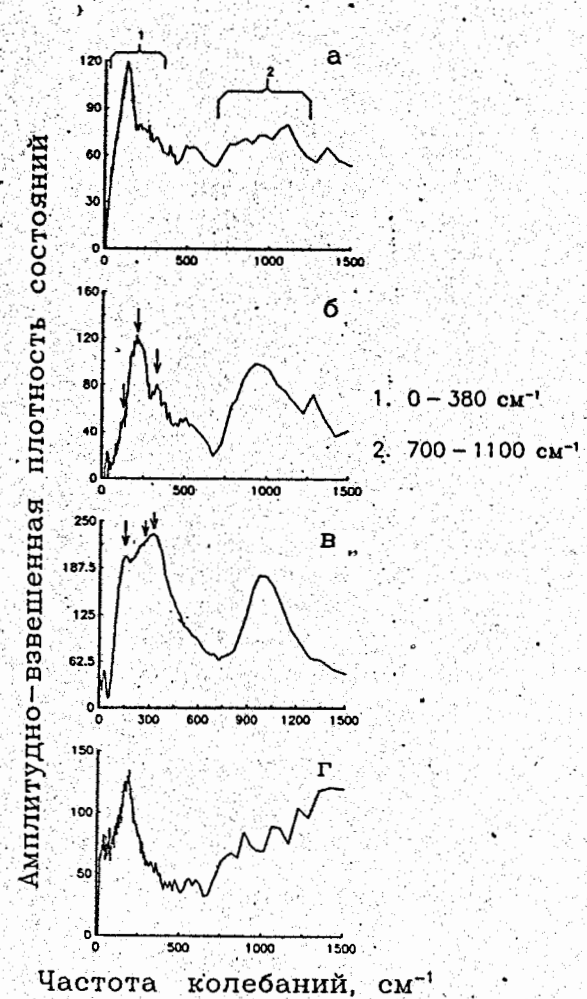 Амплитудно-взвешенная плотность состояний
1
а
2
120
90
60
30
0
0 500 1000 1500
б
160
120
80
40
0
0 500 1000 1500
1. 0 – 380 см⁻¹
2. 700 – 1100 см⁻¹
в
250
187.5
125
62.5
0
0 300 600 900 1200 1500
г
150
100
50
0
0 500 1000 1500
Частота колебаний, см⁻¹